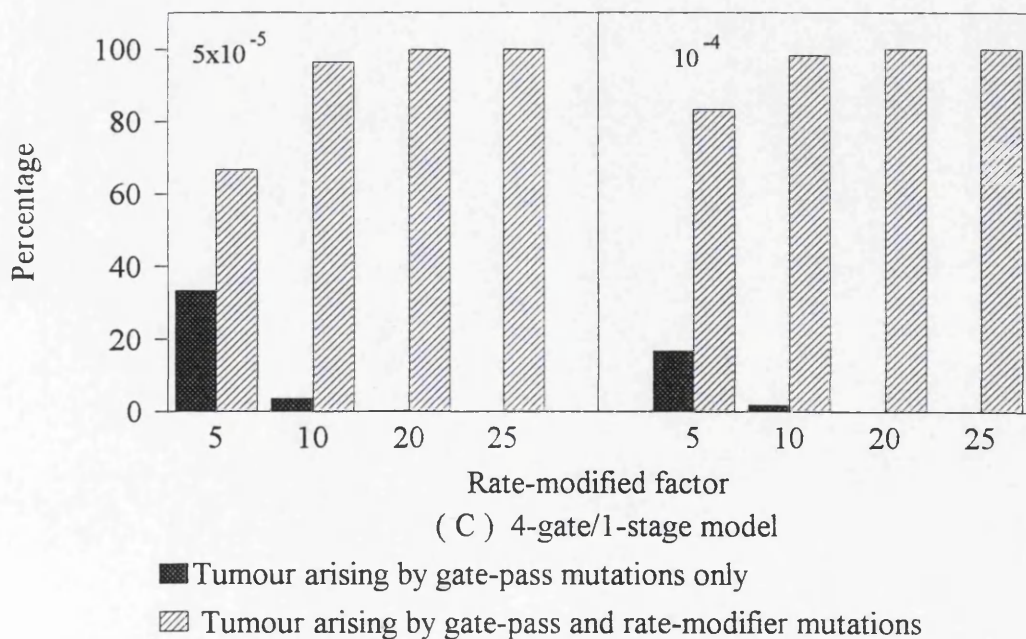 5x10⁻⁵
10⁻⁴
100
80
60
40
20
0
Percentage
5 10 20 25 5 10 20 25
Rate-modified factor
( C ) 4-gate/1-stage model
Tumour arising by gate-pass mutations only
Tumour arising by gate-pass and rate-modifier mutations